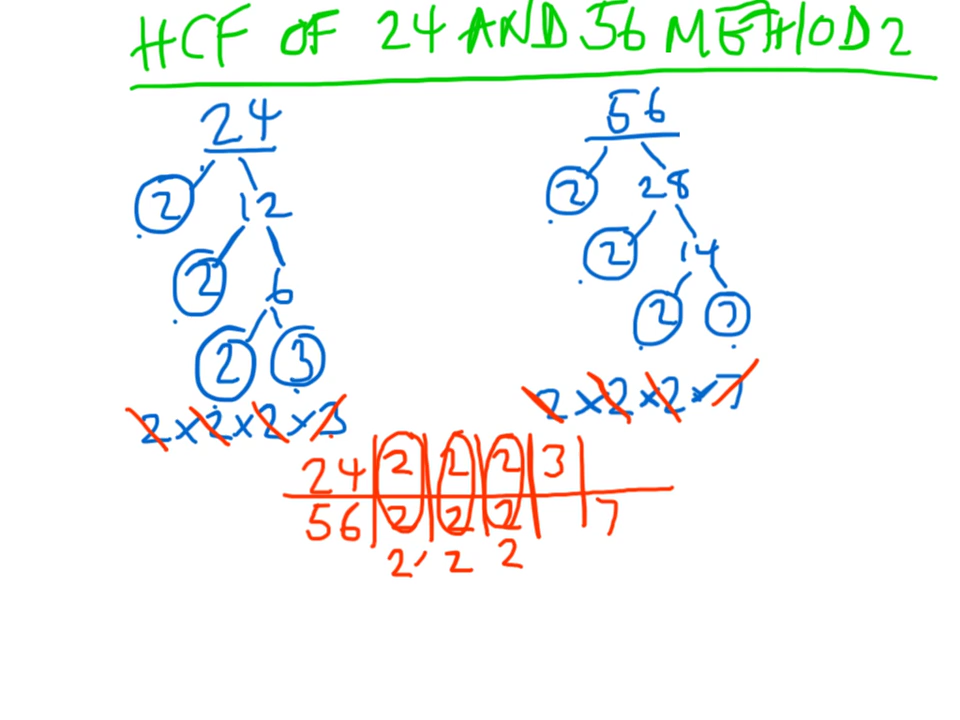 HCF OF 24 AND 56 METHOD 2
24 56
2 12 2 28
2 6 2 14
2 3 2 7
2 x 2 x 2 x 3 2 x 2 x 2 x 7
24 2 2 2 3
56 2 2 2 7
2 2 2